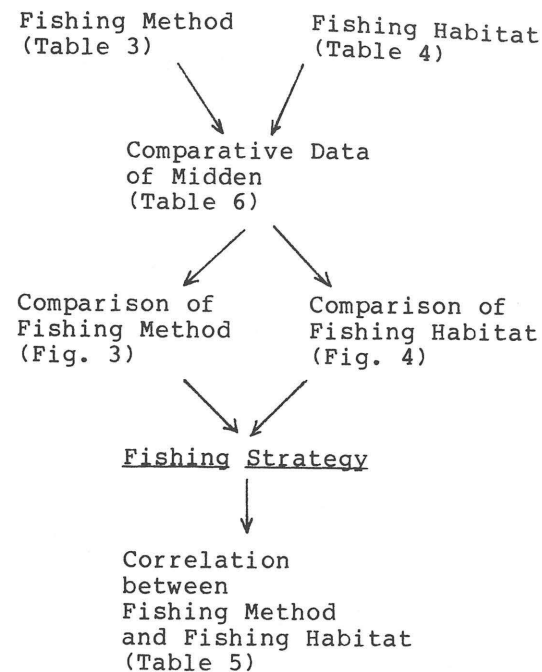 Fishing Method
(Table 3)
Fishing Habitat
(Table 4)
Comparative Data
of Midden
(Table 6)
Comparison of
Fishing Method
(Fig. 3)
Comparison of
Fishing Habitat
(Fig. 4)
Fishing Strategy
Correlation
between
Fishing Method
and Fishing Habitat
(Table 5)